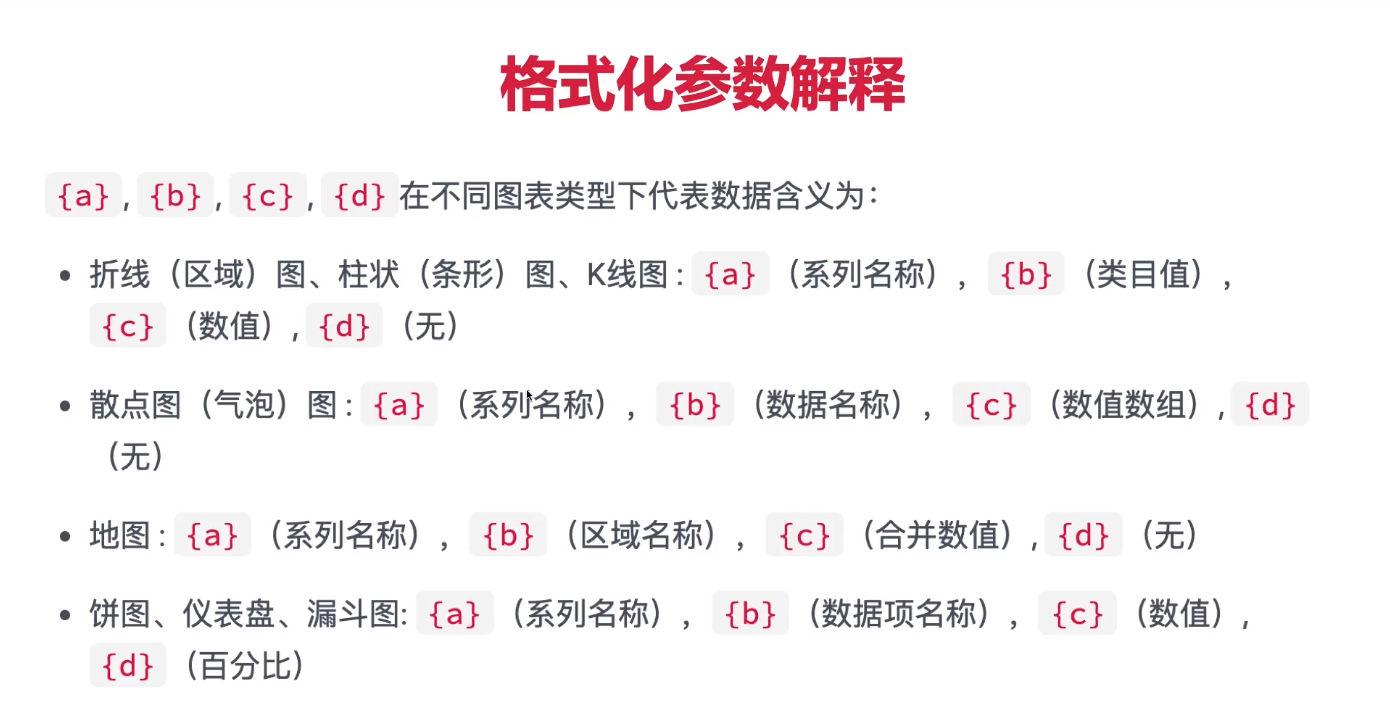 格式化参数解释
{a}, {b}, {c}, {d}在不同图表类型下代表数据含义为：
• 折线（区域）图、柱状（条形）图、K线图 : {a}（系列名称）， {b}（类目值），
{c}（数值）, {d}（无）
• 散点图（气泡）图 : {a}（系列名称）， {b}（数据名称）， {c}（数值数组）, {d}
（无）
• 地图 : {a}（系列名称）， {b}（区域名称）， {c}（合并数值）, {d}（无）
• 饼图、仪表盘、漏斗图: {a}（系列名称）， {b}（数据项名称）， {c}（数值）,
{d}（百分比）